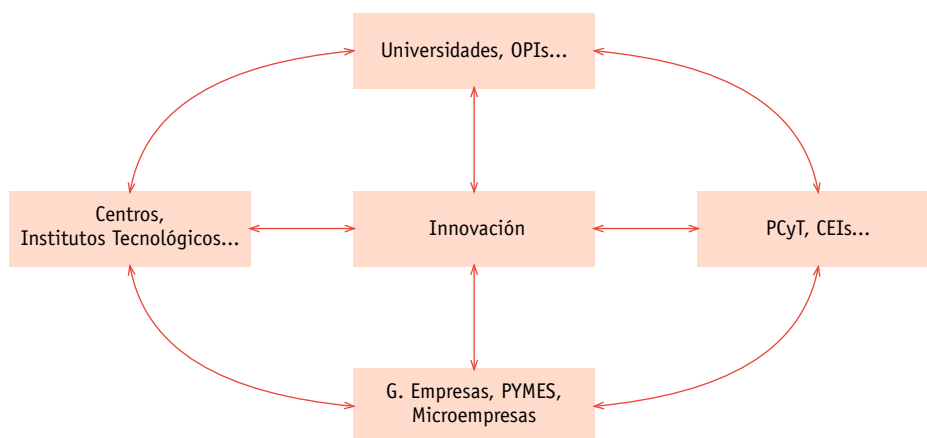 Universidades, OPIs...
Centros,
Institutos Tecnológicos...
Innovación
PCyT, CEIs...
G. Empresas, PYMES,
Microempresas